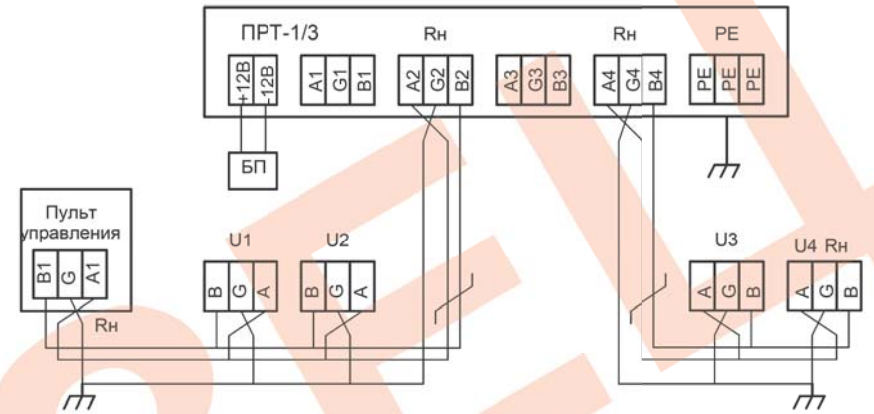 ПРТ-1/3 Rн Rн PE
+12В -12В A1 G1 B1 A2 G2 B2 A3 G3 B3 A4 G4 B4 PE PE PE
БП
Пульт
управления
U1 U2 U3 U4 Rн
B1 G A1 B G A B G A A G B A G B
Rн